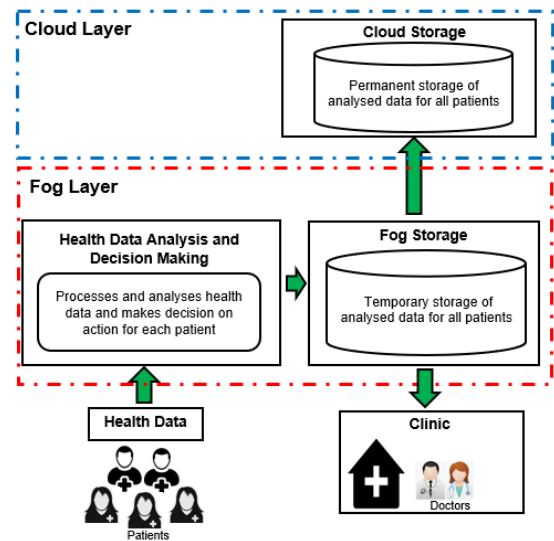 Cloud Layer
Cloud Storage
Permanent storage of
analysed data for all patients
Fog Layer
Health Data Analysis and
Decision Making
Processes and analyses health
data and makes decision on
action for each patient
Fog Storage
Temporary storage of
analysed data for all patients
Health Data
Patients
Clinic
Doctors